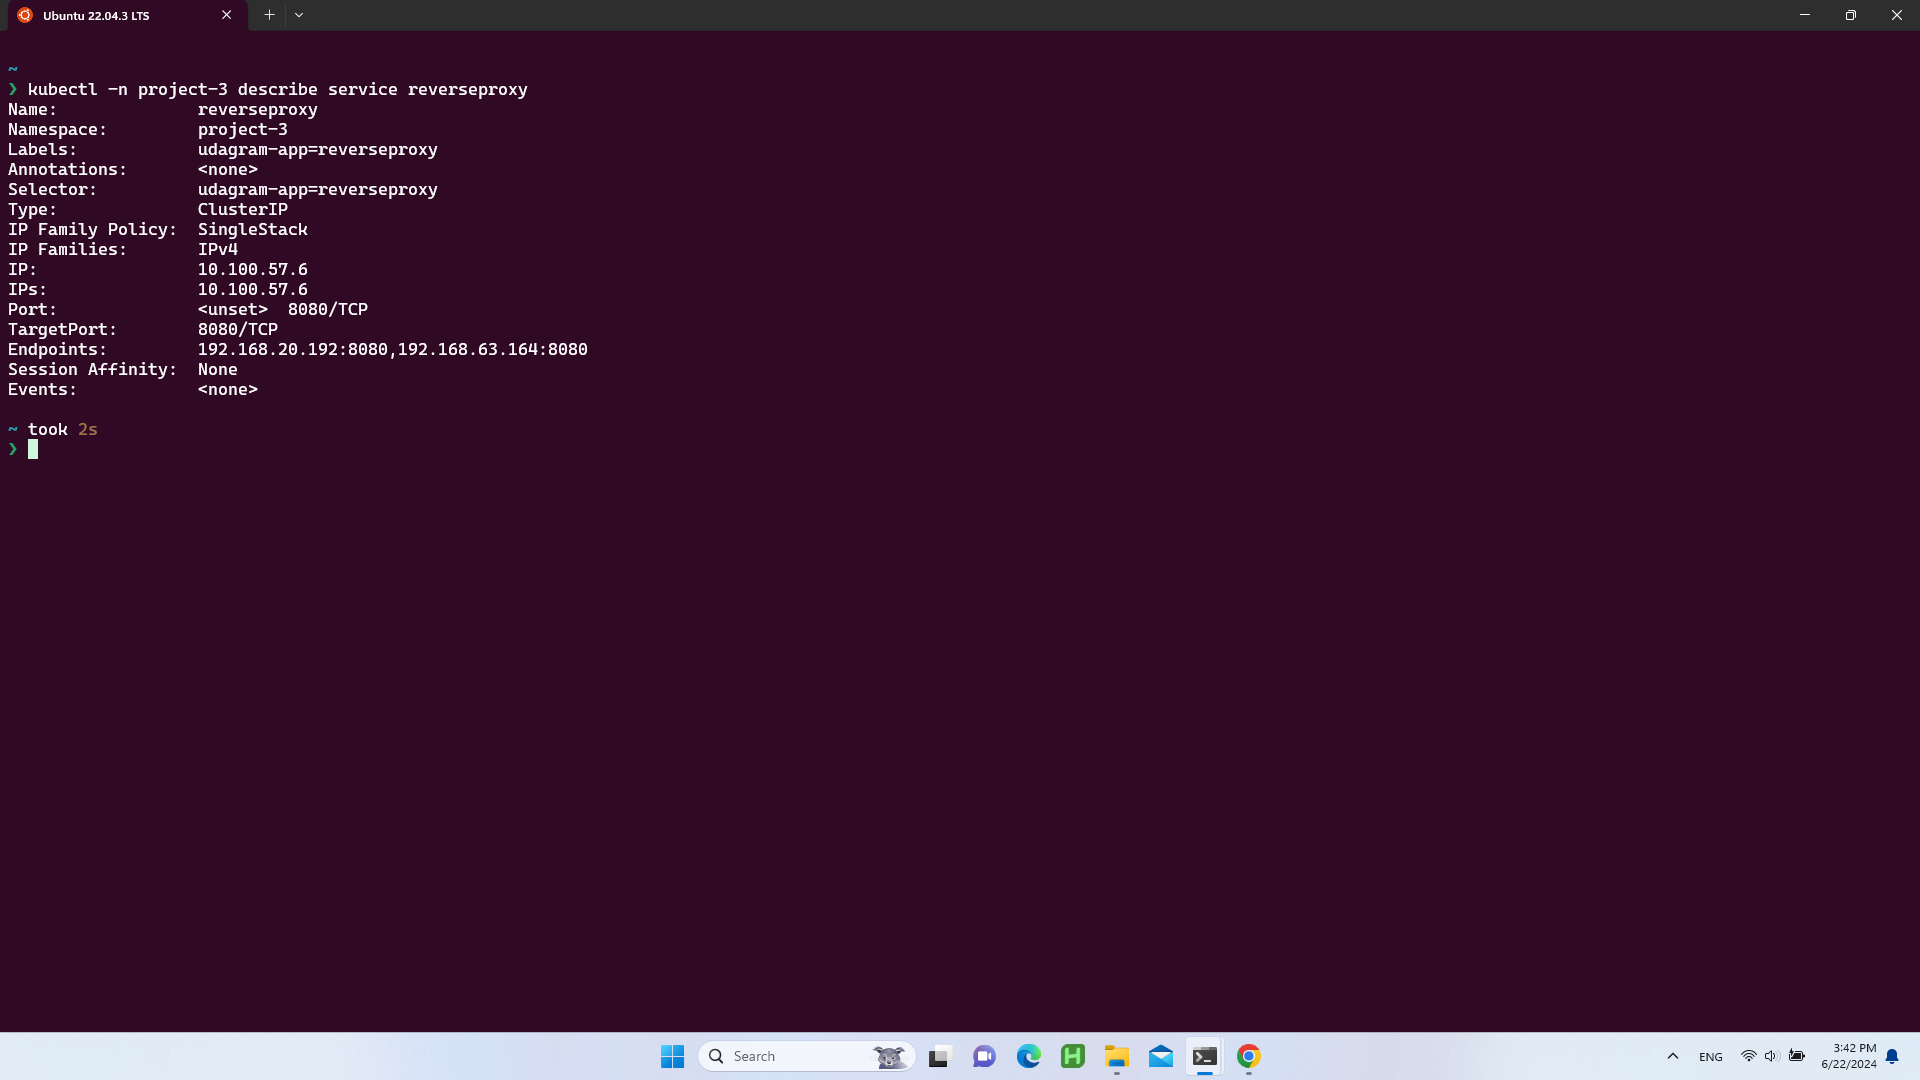 Ubuntu 22.04.3 LTS
~
❯ kubectl -n project-3 describe service reverseproxy
Name:              reverseproxy
Namespace:         project-3
Labels:            udagram-app=reverseproxy
Annotations:       <none>
Selector:          udagram-app=reverseproxy
Type:              ClusterIP
IP Family Policy:  SingleStack
IP Families:       IPv4
IP:                10.100.57.6
IPs:               10.100.57.6
Port:              <unset>  8080/TCP
TargetPort:        8080/TCP
Endpoints:         192.168.20.192:8080,192.168.63.164:8080
Session Affinity:  None
Events:            <none>
~ took 2s
❯
Search
ENG
3:42 PM
6/22/2024